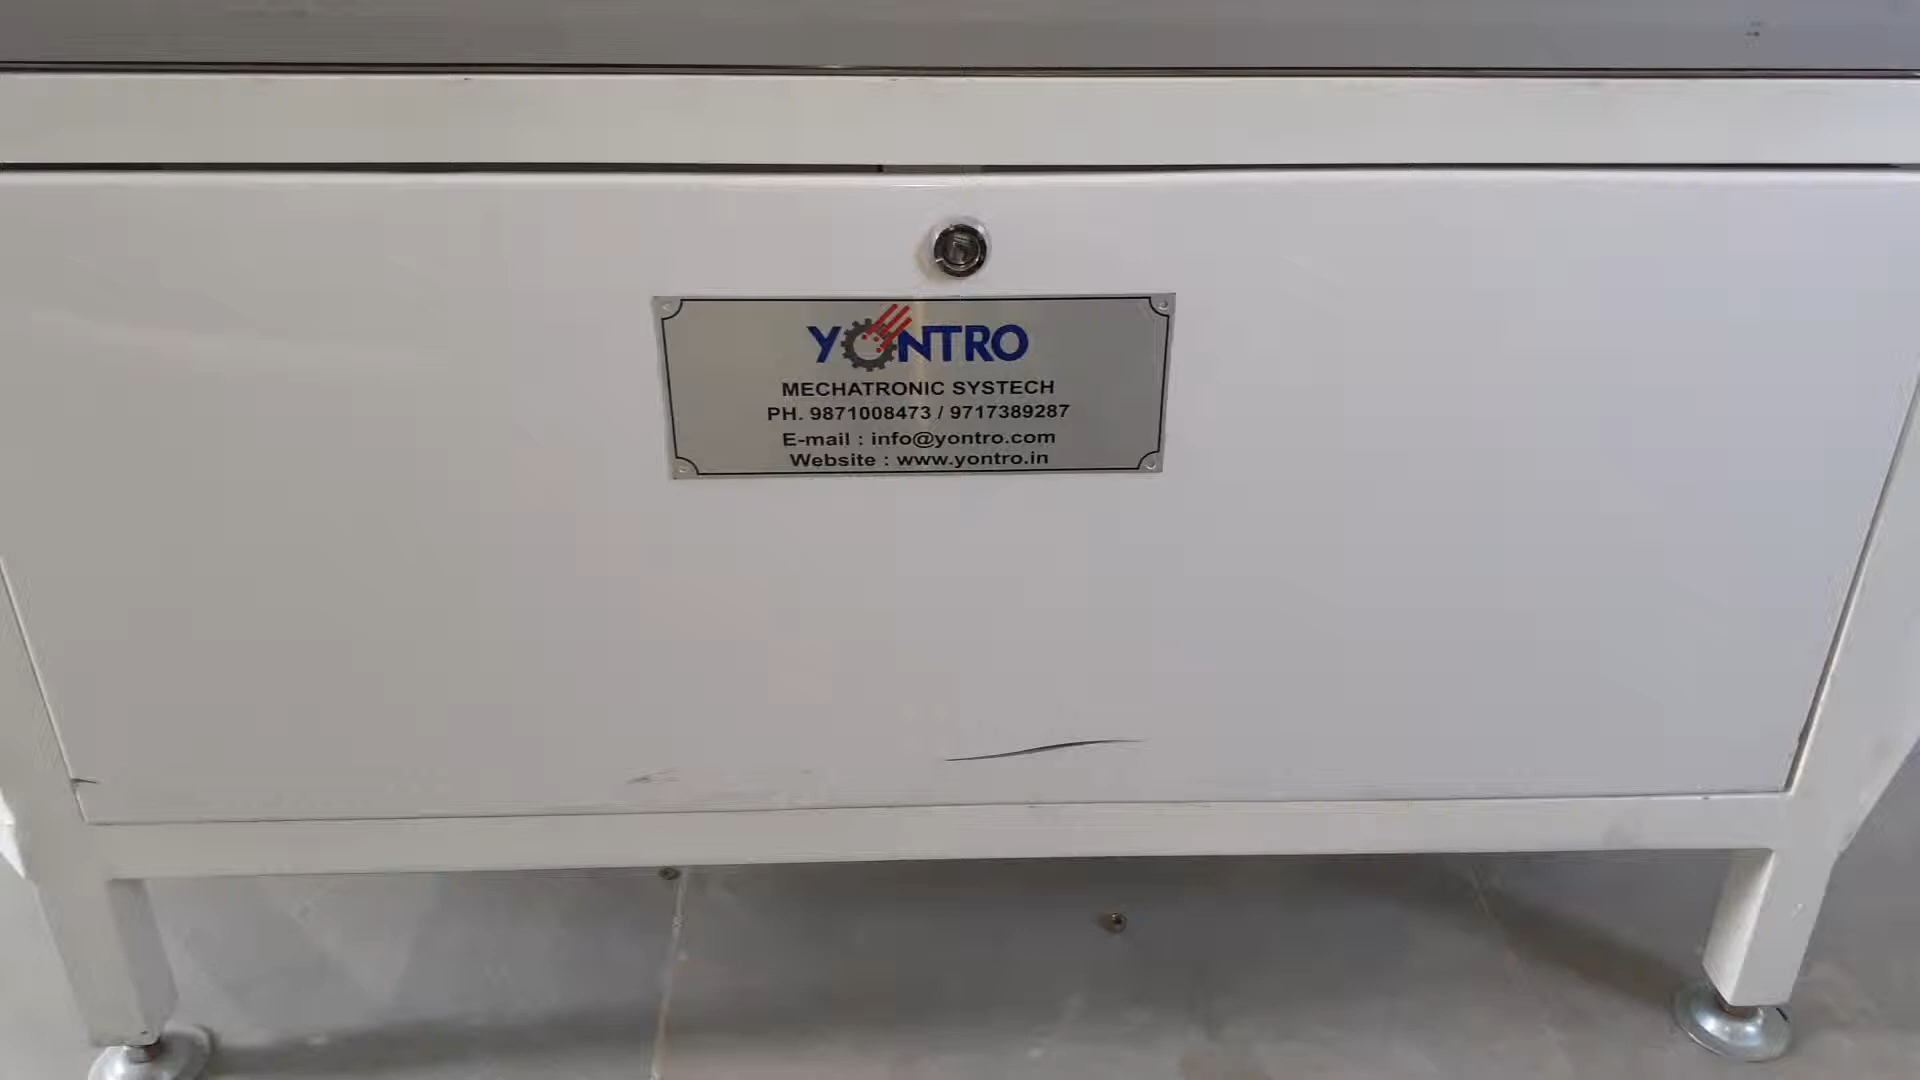 YONTRO
MECHATRONIC SYSTECH
PH. 9871008473 / 9717389287
E-mail : info@yontro.com
Website : www.yontro.in